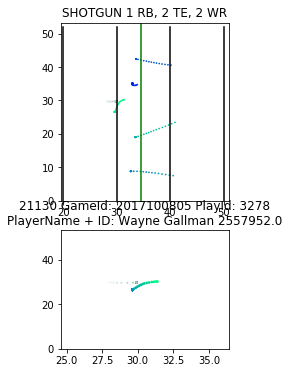 SHOTGUN 1 RB, 2 TE, 2 WR
50
40
30
20
10
0
20 30 40 50
21130 GameId: 2017100805 PlayId: 3278
PlayerName + ID: Wayne Gallman 2557952.0
40
20
0
25.0 27.5 30.0 32.5 35.0